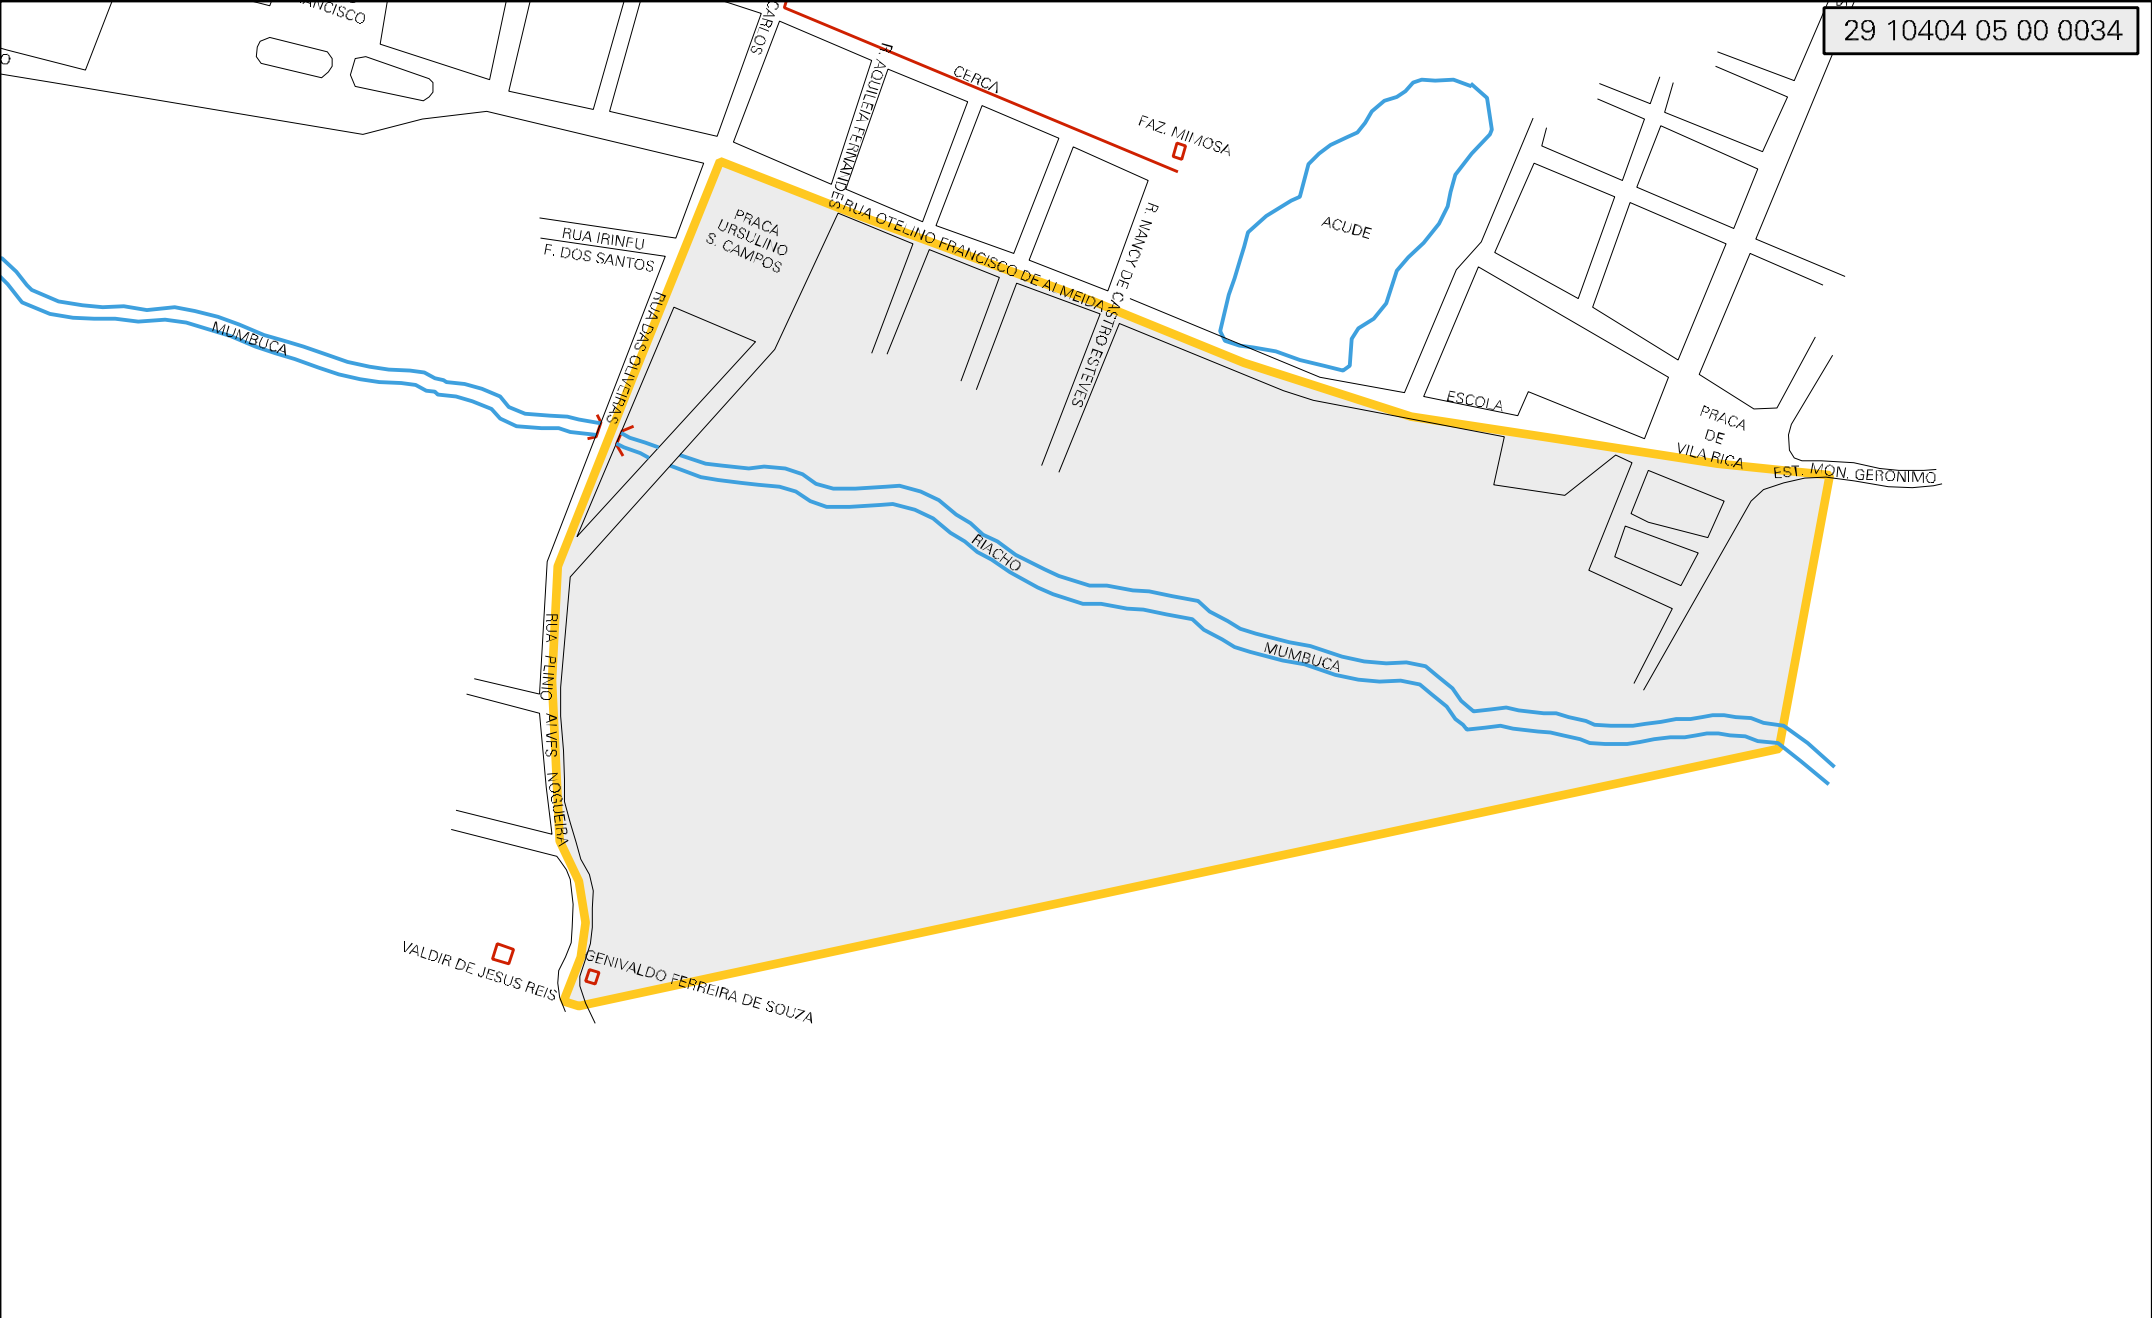 29 10404 05 00 0034
CARLOS
R. AQUILEIA FERNANDES
CERCA
FAZ. MIMOSA
ACUDE
R. NANCY DE CASTRO ESTEVES
PRACA
URSULINO
S. CAMPOS
RUA OTELINO FRANCISCO DE ALMEIDA
RUA IRINEU
F. DOS SANTOS
RUA DAS OLIVEIRAS
MUMBUCA
ESCOLA
PRACA
DE
VILA RICA
EST. MON. GERONIMO
RIACHO
MUMBUCA
RUA PLINIO ALVES NOGUEIRA
VALDIR DE JESUS REIS
GENIVALDO FERREIRA DE SOUZA